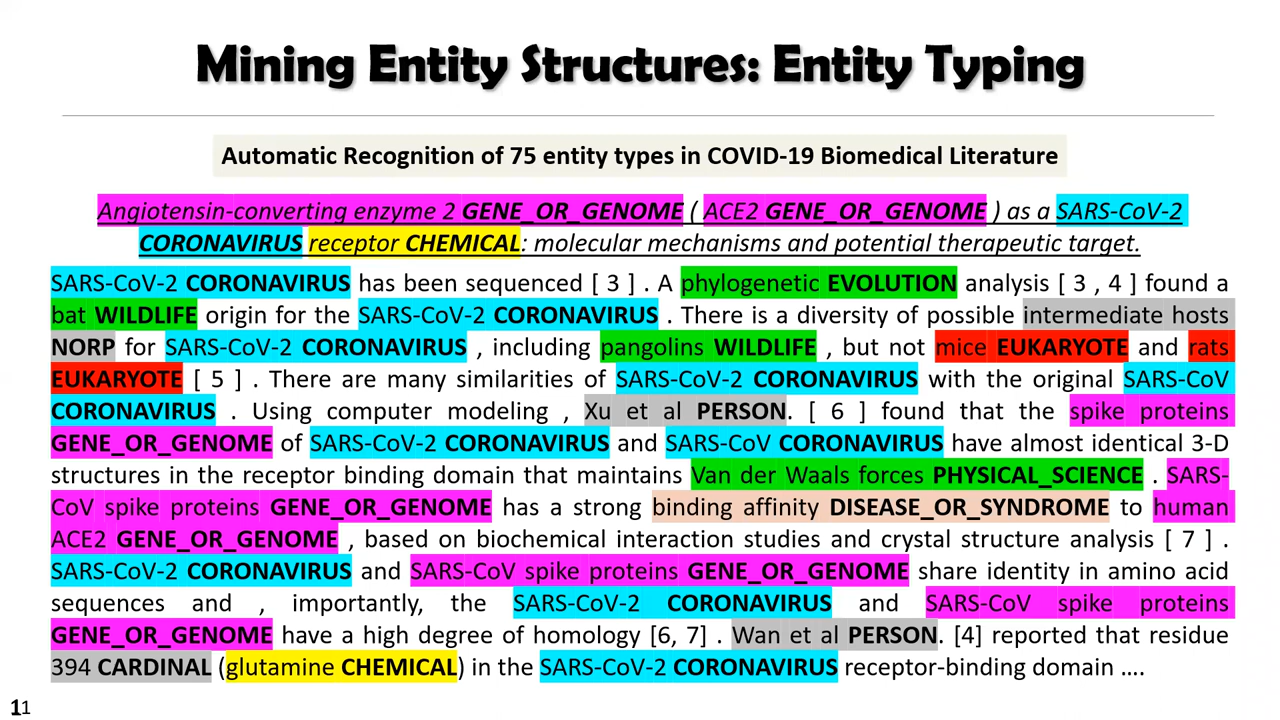 Mining Entity Structures: Entity Typing
Automatic Recognition of 75 entity types in COVID-19 Biomedical Literature
Angiotensin-converting enzyme 2 GENE_OR_GENOME ( ACE2 GENE_OR_GENOME ) as a SARS-CoV-2
CORONAVIRUS receptor CHEMICAL: molecular mechanisms and potential therapeutic target.
SARS-CoV-2 CORONAVIRUS has been sequenced [ 3 ] . A phylogenetic EVOLUTION analysis [ 3 , 4 ] found a
bat WILDLIFE origin for the SARS-CoV-2 CORONAVIRUS . There is a diversity of possible intermediate hosts
NORP for SARS-CoV-2 CORONAVIRUS , including pangolins WILDLIFE , but not mice EUKARYOTE and rats
EUKARYOTE [ 5 ] . There are many similarities of SARS-CoV-2 CORONAVIRUS with the original SARS-CoV
CORONAVIRUS . Using computer modeling , Xu et al PERSON. [ 6 ] found that the spike proteins
GENE_OR_GENOME of SARS-CoV-2 CORONAVIRUS and SARS-CoV CORONAVIRUS have almost identical 3-D
structures in the receptor binding domain that maintains Van der Waals forces PHYSICAL_SCIENCE . SARS-
CoV spike proteins GENE_OR_GENOME has a strong binding affinity DISEASE_OR_SYNDROME to human
ACE2 GENE_OR_GENOME , based on biochemical interaction studies and crystal structure analysis [ 7 ] .
SARS-CoV-2 CORONAVIRUS and SARS-CoV spike proteins GENE_OR_GENOME share identity in amino acid
sequences and , importantly, the SARS-CoV-2 CORONAVIRUS and SARS-CoV spike proteins
GENE_OR_GENOME have a high degree of homology [6, 7] . Wan et al PERSON. [4] reported that residue
394 CARDINAL (glutamine CHEMICAL) in the SARS-CoV-2 CORONAVIRUS receptor-binding domain ….
11